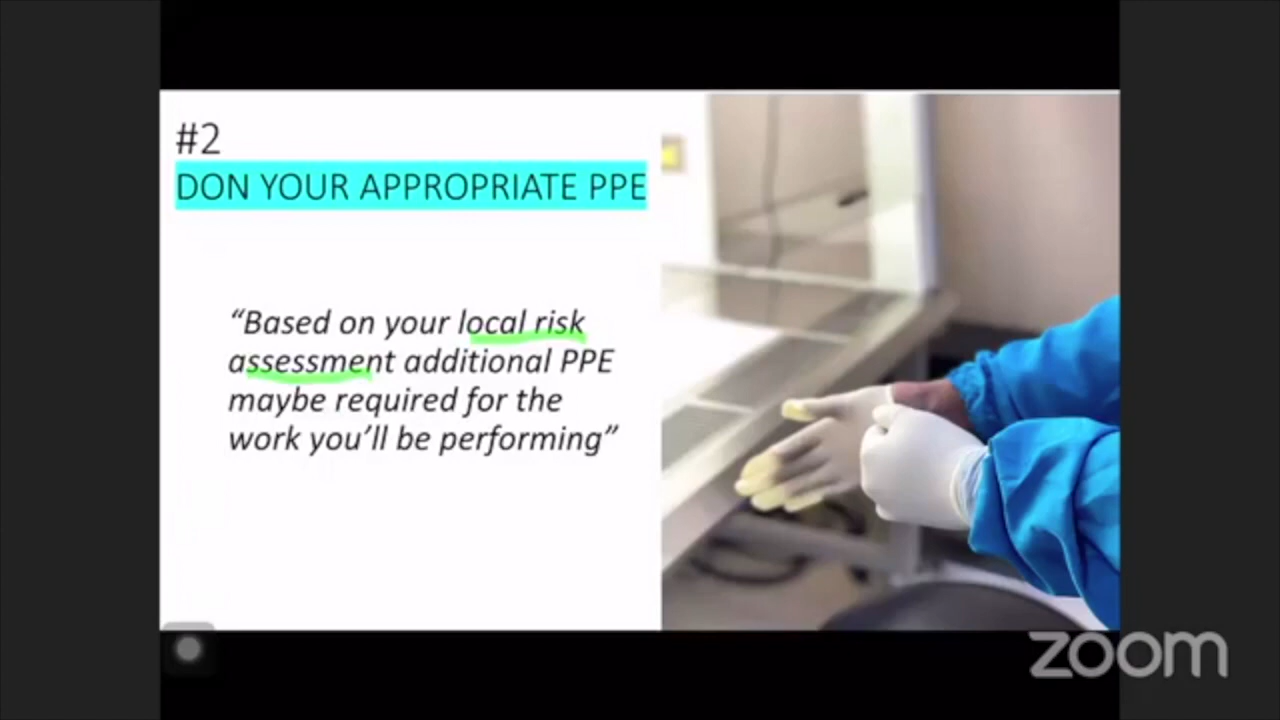 #2
DON YOUR APPROPRIATE PPE
“Based on your local risk
assessment additional PPE
maybe required for the
work you’ll be performing”
zoom